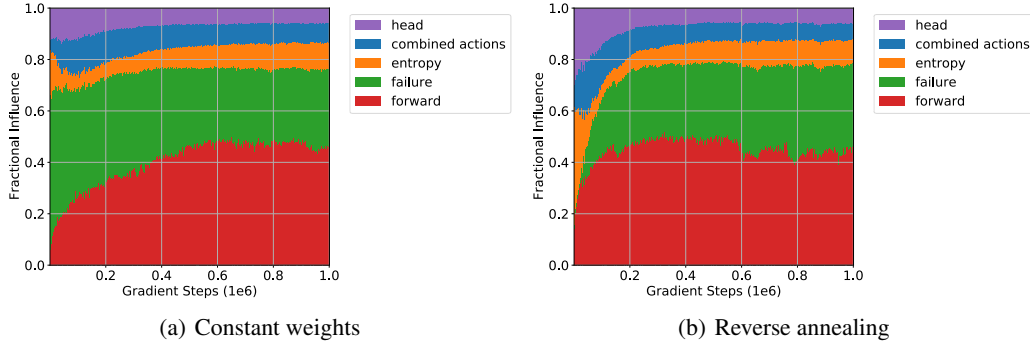 1.0
0.8
0.6
0.4
0.2
0.0
0.2 0.4 0.6 0.8 1.0
Fractional Influence
Gradient Steps (1e6)
head
combined actions
entropy
failure
forward
(a) Constant weights
1.0
0.8
0.6
0.4
0.2
0.0
0.2 0.4 0.6 0.8 1.0
Fractional Influence
Gradient Steps (1e6)
head
combined actions
entropy
failure
forward
(b) Reverse annealing